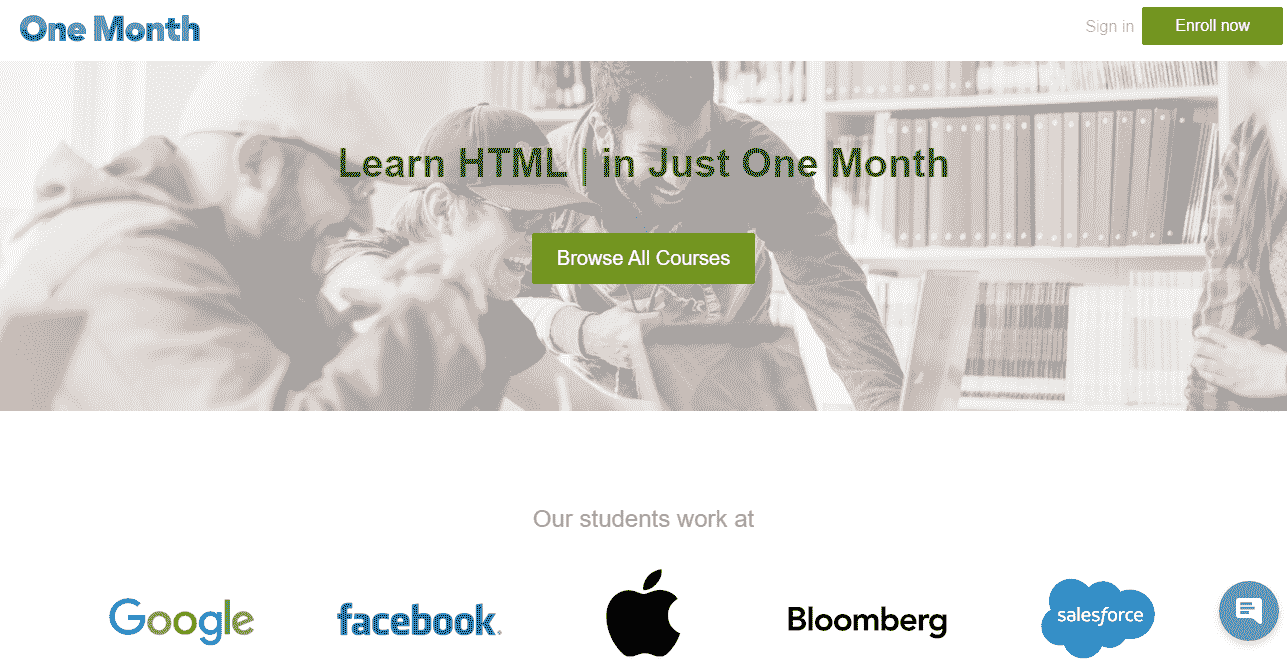 One Month
Sign in
Enroll now
Learn HTML | in Just One Month
Browse All Courses
Our students work at
Google
facebook.
Bloomberg
salesforce